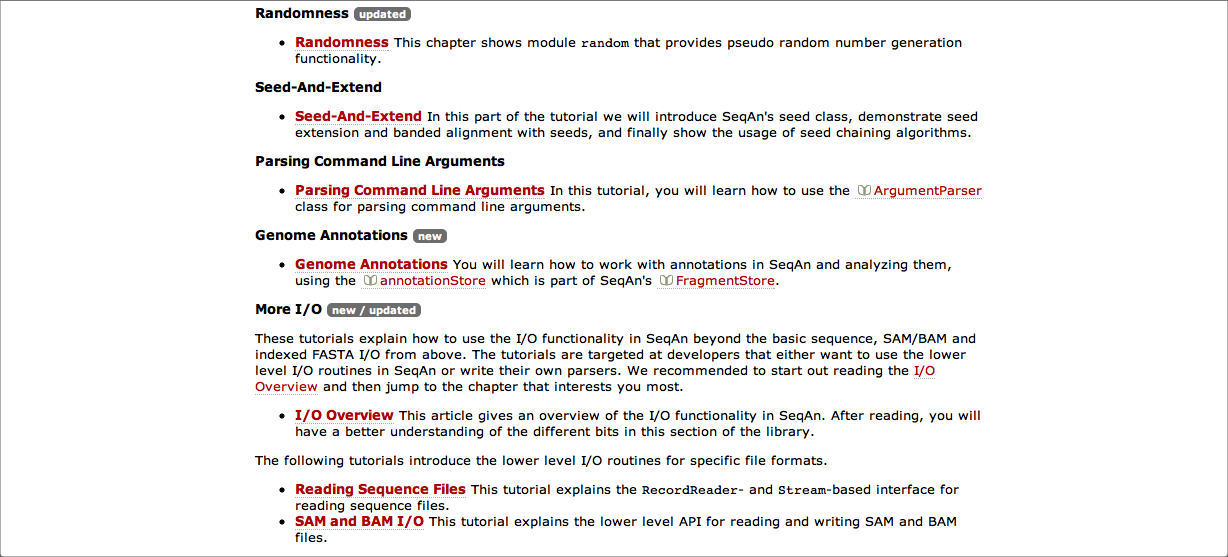 Randomness updated
• Randomness This chapter shows module random that provides pseudo random number generation
functionality.
Seed-And-Extend
• Seed-And-Extend In this part of the tutorial we will introduce SeqAn's seed class, demonstrate seed
extension and banded alignment with seeds, and finally show the usage of seed chaining algorithms.
Parsing Command Line Arguments
• Parsing Command Line Arguments In this tutorial, you will learn how to use the ArgumentParser
class for parsing command line arguments.
Genome Annotations new
• Genome Annotations You will learn how to work with annotations in SeqAn and analyzing them,
using the annotationStore which is part of SeqAn's FragmentStore.
More I/O new / updated
These tutorials explain how to use the I/O functionality in SeqAn beyond the basic sequence, SAM/BAM and
indexed FASTA I/O from above. The tutorials are targeted at developers that either want to use the lower
level I/O routines in SeqAn or write their own parsers. We recommended to start out reading the I/O
Overview and then jump to the chapter that interests you most.
• I/O Overview This article gives an overview of the I/O functionality in SeqAn. After reading, you will
have a better understanding of the different bits in this section of the library.
The following tutorials introduce the lower level I/O routines for specific file formats.
• Reading Sequence Files This tutorial explains the RecordReader- and Stream-based interface for
reading sequence files.
• SAM and BAM I/O This tutorial explains the lower level API for reading and writing SAM and BAM
files.